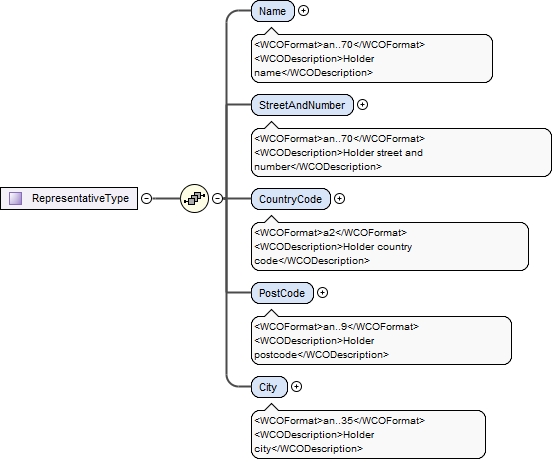 Name
<WCOFormat>an..70</WCOFormat>
<WCODescription>Holder
name</WCODescription>
StreetAndNumber
<WCOFormat>an..70</WCOFormat>
<WCODescription>Holder street and
number</WCODescription>
RepresentativeType
CountryCode
<WCOFormat>a2</WCOFormat>
<WCODescription>Holder country
code</WCODescription>
PostCode
<WCOFormat>an..9</WCOFormat>
<WCODescription>Holder
postcode</WCODescription>
City
<WCOFormat>an..35</WCOFormat>
<WCODescription>Holder
city</WCODescription>